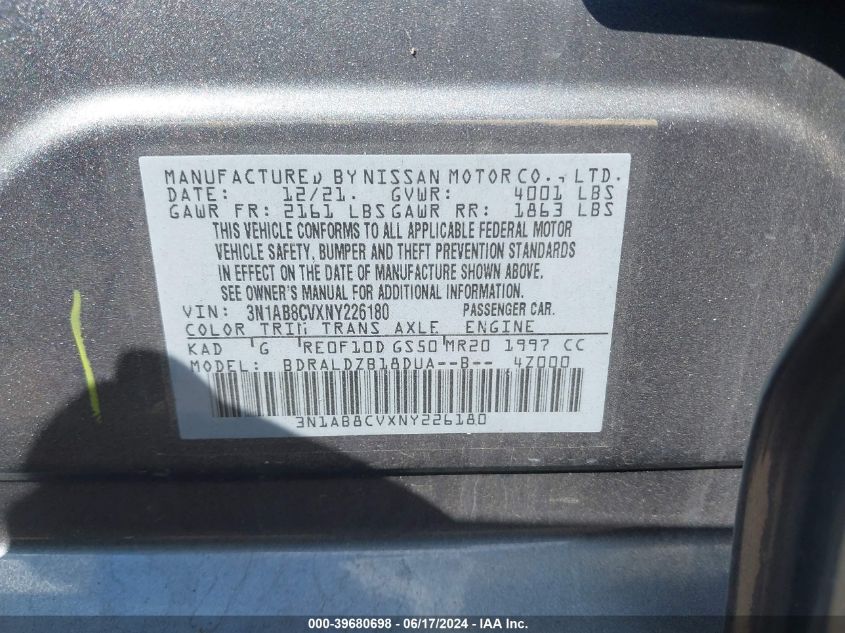 MANUFACTURED BY NISSAN MOTOR CO., LTD.
DATE: 12/21. GVWR: 4001 LBS
GAWR FR: 2161 LBS GAWR RR: 1863 LBS
THIS VEHICLE CONFORMS TO ALL APPLICABLE FEDERAL MOTOR
VEHICLE SAFETY, BUMPER AND THEFT PREVENTION STANDARDS
IN EFFECT ON THE DATE OF MANUFACTURE SHOWN ABOVE.
SEE OWNER'S MANUAL FOR ADDITIONAL INFORMATION.
VIN: 3N1AB8CVXNY226180 PASSENGER CAR.
COLOR TRIM TRANS AXLE ENGINE
KAD G RE0F10D GS50 MR20 1997 CC
MODEL: BDRALDZB18DUA--B-- 4Z000
3N1AB8CVXNY226180
000-39680698 - 06/17/2024 - IAAI Inc.